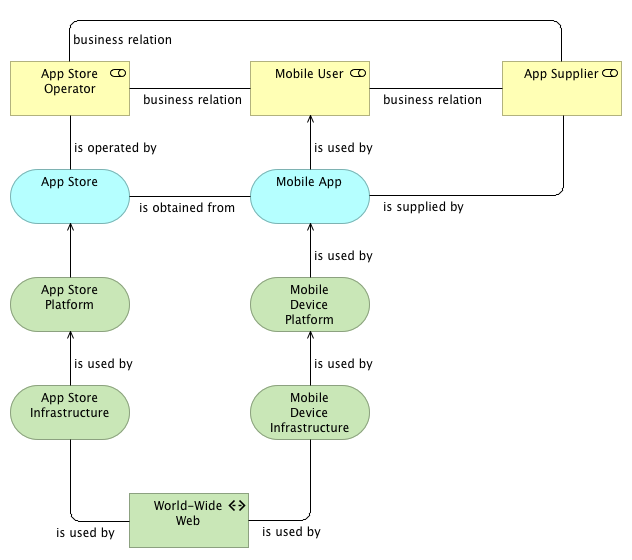 business relation
App Store
Operator
Mobile User
App Supplier
business relation
business relation
is operated by
is used by
App Store
Mobile App
is obtained from
is supplied by
is used by
App Store
Platform
Mobile
Device
Platform
is used by
is used by
App Store
Infrastructure
Mobile
Device
Infrastructure
World-Wide
Web
is used by
is used by